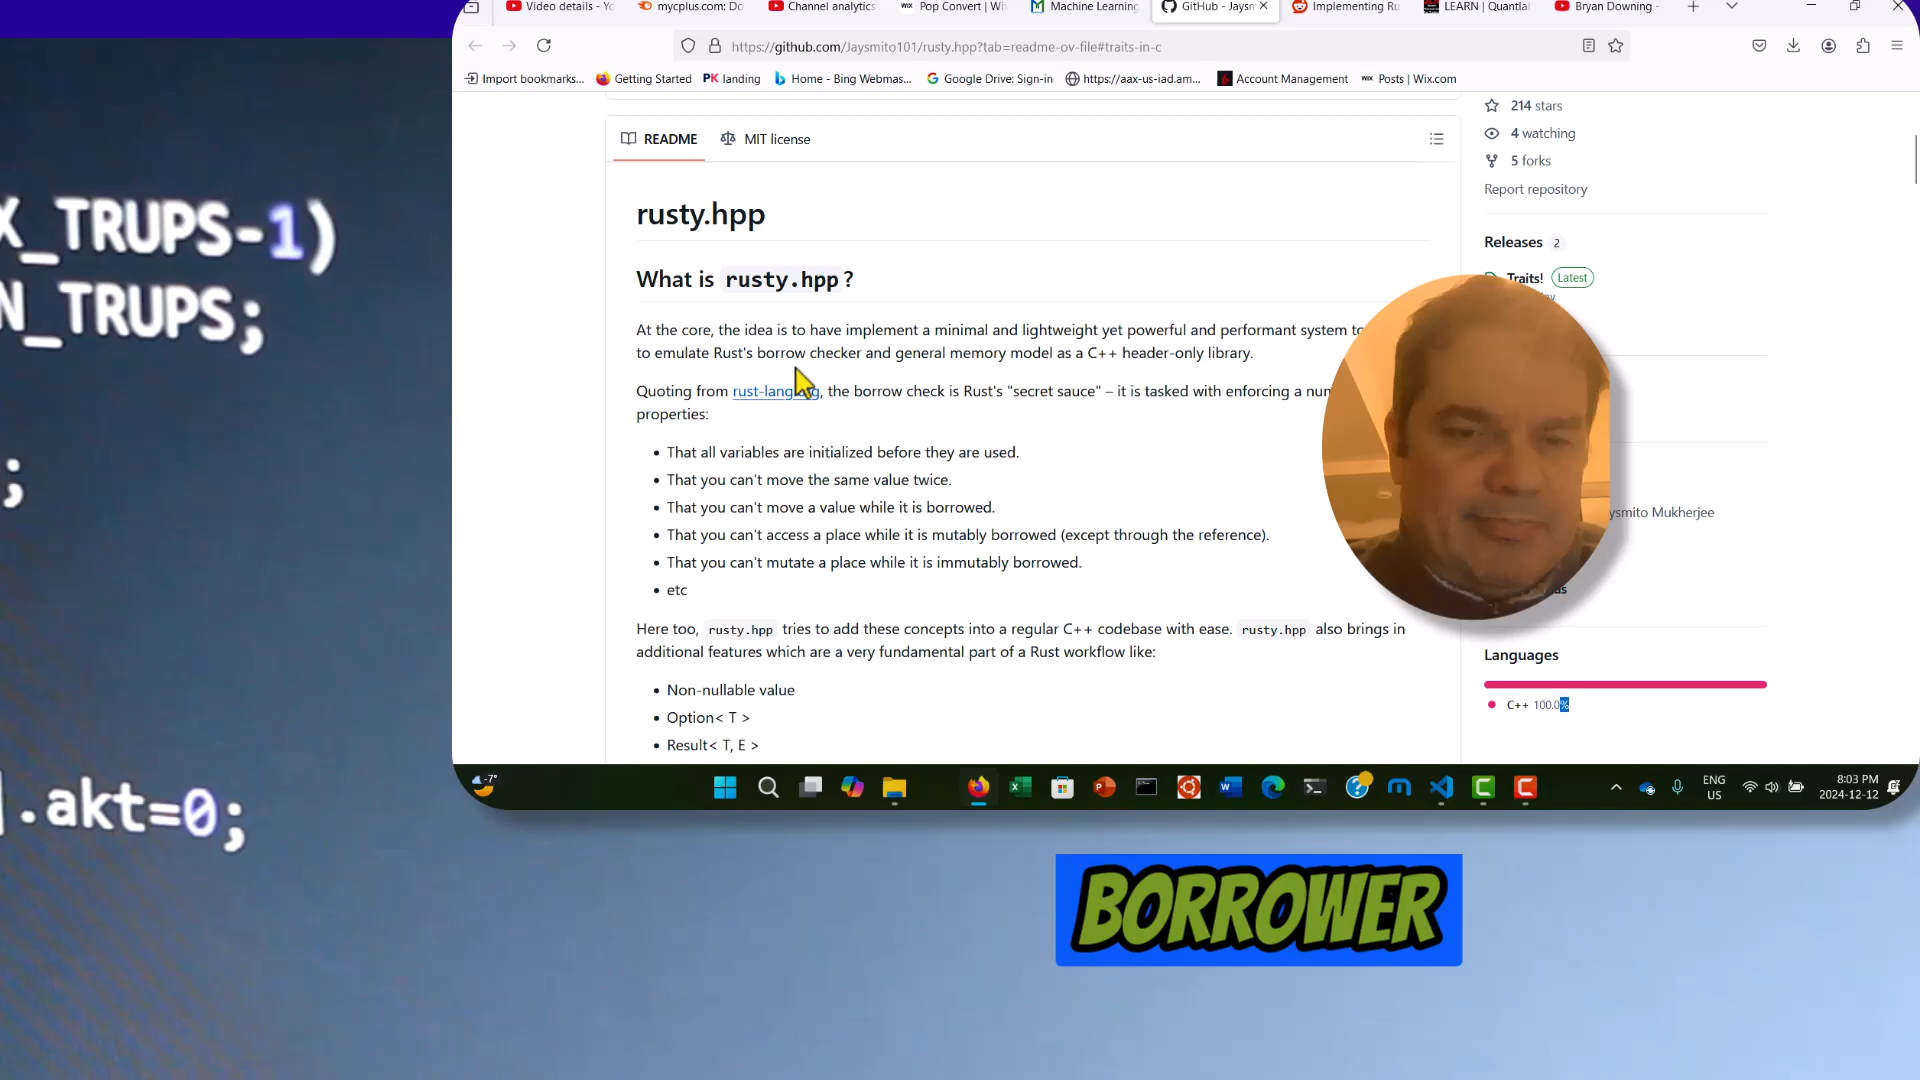 Video details - Yo
mycplus.com: Do
Channel analytics
Pop Convert | Wi
Machine Learning
GitHub - Jaysm
Implementing Ru
LEARN | Quantlab
Bryan Downing -
https://github.com/Jaysmito101/rusty.hpp?tab=readme-ov-file#traits-in-c
Import bookmarks...
Getting Started
PK landing
Home - Bing Webmas...
Google Drive: Sign-in
https://aax-us-iad.am...
Account Management
Posts | Wix.com
README
MIT license
rusty.hpp
What is rusty.hpp?
At the core, the idea is to have implement a minimal and lightweight yet powerful and performant system to
to emulate Rust's borrow checker and general memory model as a C++ header-only library.
Quoting from rust-lang, the borrow check is Rust's "secret sauce" – it is tasked with enforcing a
properties:
• That all variables are initialized before they are used.
• That you can't move the same value twice.
• That you can't move a value while it is borrowed.
• That you can't access a place while it is mutably borrowed (except through the reference).
• That you can't mutate a place while it is immutably borrowed.
• etc
Here too, rusty.hpp tries to add these concepts into a regular C++ codebase with ease. rusty.hpp also brings in
additional features which are a very fundamental part of a Rust workflow like:
• Non-nullable value
• Option< T >
• Result< T, E >
214 stars
4 watching
5 forks
Report repository
Releases 2
Traits! Latest
ysmito Mukherjee
Languages
C++ 100.0%
-7°
ENG
US
8:03 PM
2024-12-12
X_TRUPS-1)
N_TRUPS;
;
.akt=0;
BORROWER